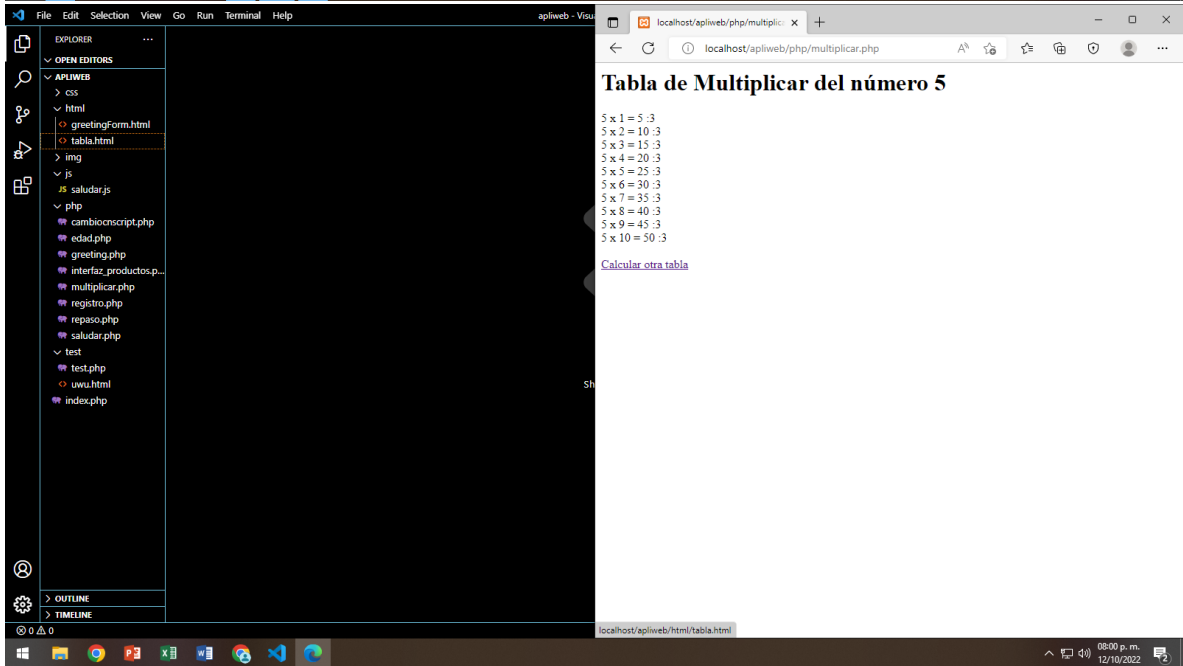 File Edit Selection View Go Run Terminal Help
apliweb - Visu
EXPLORER
OPEN EDITORS
APLIWEB
css
html
greetingForm.html
tabla.html
img
js
JS saludar.js
php
cambiocnscript.php
edad.php
greeting.php
interfaz_productos.p...
multiplicar.php
registro.php
repaso.php
saludar.php
test
test.php
uwu.html
index.php
Sh
OUTLINE
TIMELINE
0 0
localhost/apliweb/php/multiplic
localhost/apliweb/php/multiplicar.php
Tabla de Multiplicar del número 5
5 x 1 = 5 :3
5 x 2 = 10 :3
5 x 3 = 15 :3
5 x 4 = 20 :3
5 x 5 = 25 :3
5 x 6 = 30 :3
5 x 7 = 35 :3
5 x 8 = 40 :3
5 x 9 = 45 :3
5 x 10 = 50 :3
Calcular otra tabla
localhost/apliweb/html/tabla.html
08:00 p. m.
12/10/2022
2